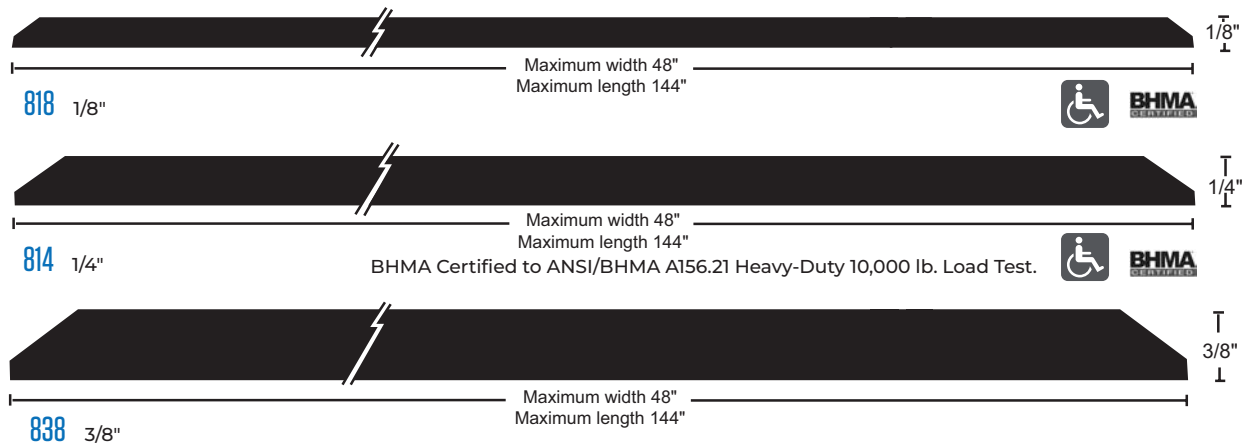 1/8"
Maximum width 48"
Maximum length 144"
818 1/8"
BHMA
CERTIFIED
1/4"
Maximum width 48"
Maximum length 144"
814 1/4"
BHMA Certified to ANSI/BHMA A156.21 Heavy-Duty 10,000 lb. Load Test.
BHMA
CERTIFIED
3/8"
Maximum width 48"
Maximum length 144"
838 3/8"